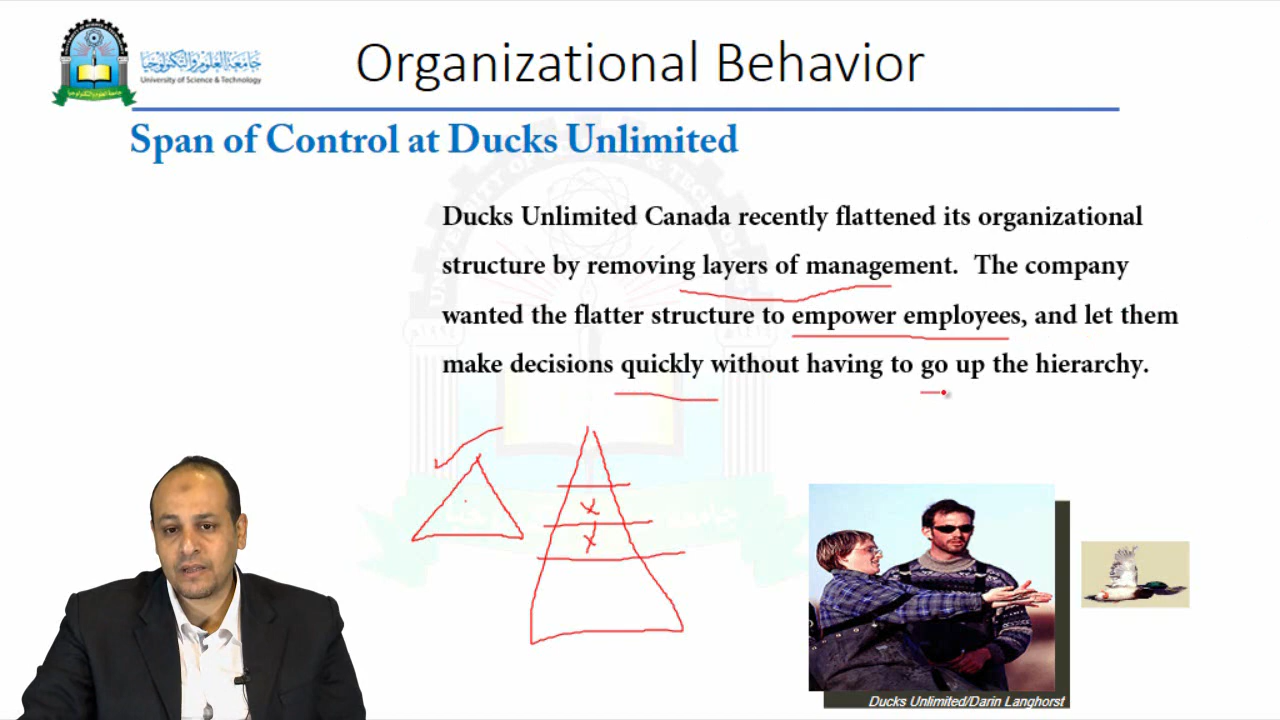 Organizational Behavior
جامعة العلوم والتكنولوجيا
University of Science & Technology
Span of Control at Ducks Unlimited
Ducks Unlimited Canada recently flattened its organizational
structure by removing layers of management. The company
wanted the flatter structure to empower employees, and let them
make decisions quickly without having to go up the hierarchy.
x
x
Ducks Unlimited/Darin Langhorst